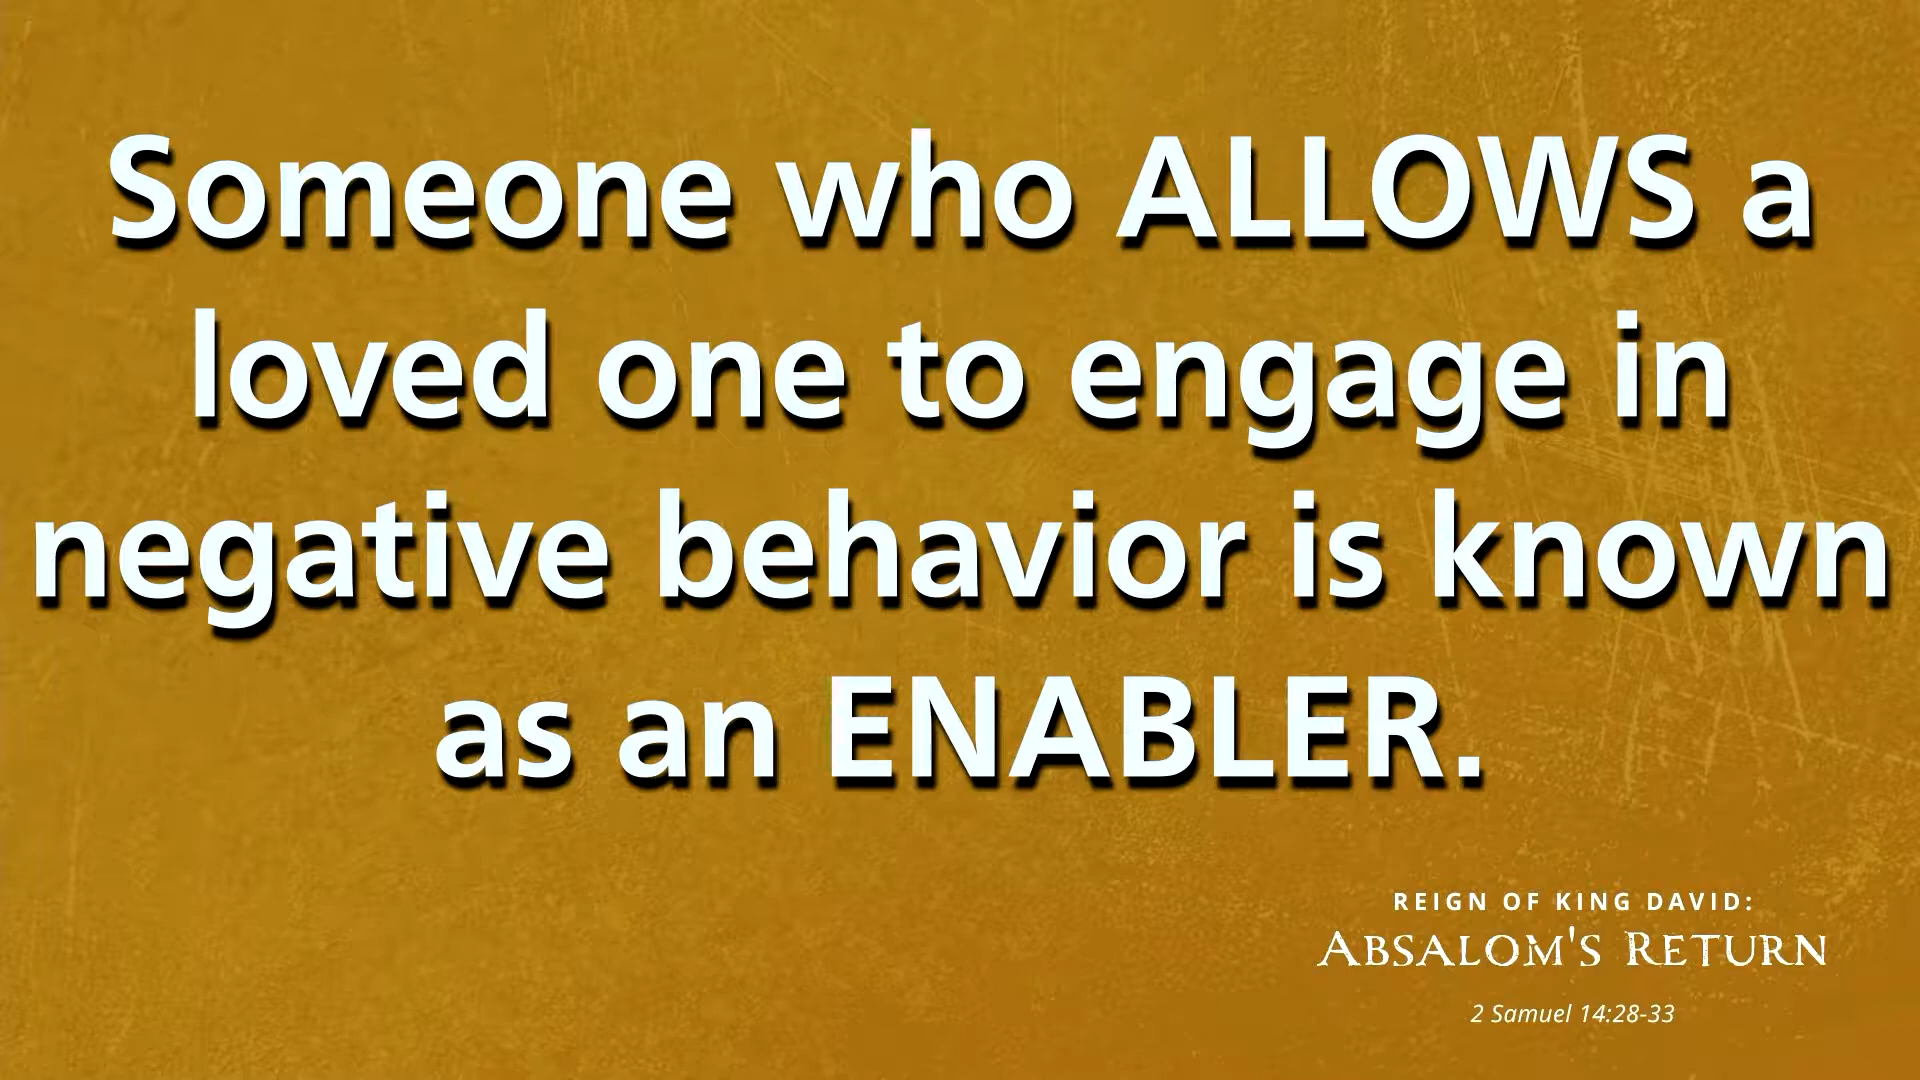 Someone who ALLOWS a
loved one to engage in
negative behavior is known
as an ENABLER.
REIGN OF KING DAVID:
ABSALOM'S RETURN
2 Samuel 14:28-33